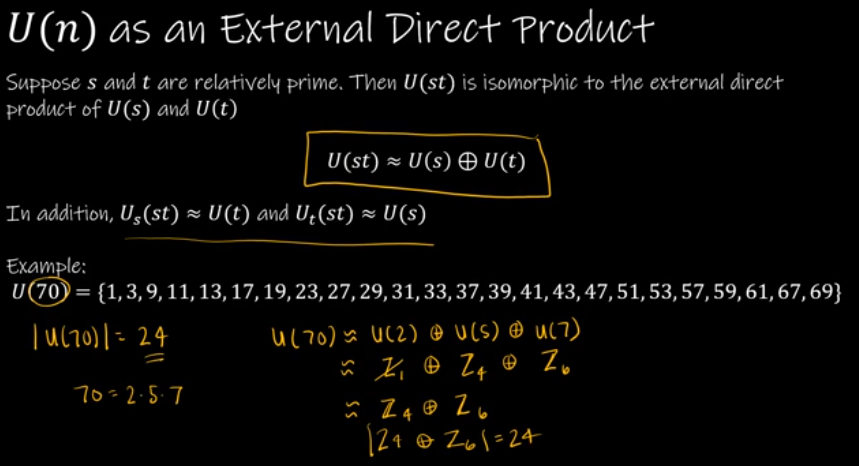 U(n) as an External Direct Product
Suppose s and t are relatively prime. Then U(st) is isomorphic to the external direct
product of U(s) and U(t)
U(st) ≈ U(s) ⊕ U(t)
In addition, Uₛ(st) ≈ U(t) and Uₜ(st) ≈ U(s)
Example:
U(70) = {1, 3, 9, 11, 13, 17, 19, 23, 27, 29, 31, 33, 37, 39, 41, 43, 47, 51, 53, 57, 59, 61, 67, 69}
|U(70)| = 24
70 = 2·5·7
U(70) ≈ U(2) ⊕ U(5) ⊕ U(7)
≈ Z₁ ⊕ Z₄ ⊕ Z₆
≈ Z₄ ⊕ Z₆
|Z₄ ⊕ Z₆| = 24